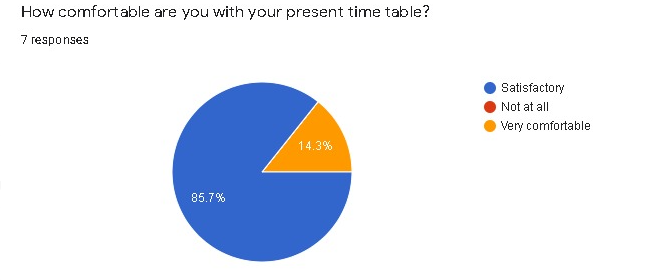 How comfortable are you with your present time table?
7 responses
Satisfactory
Not at all
Very comfortable
14.3%
85.7%